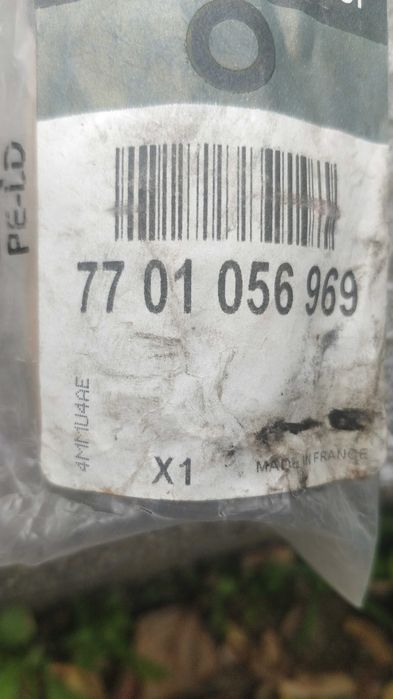 PE-LD
77 01 056 969
4MMU4AE
X1
MADE IN FRANCE